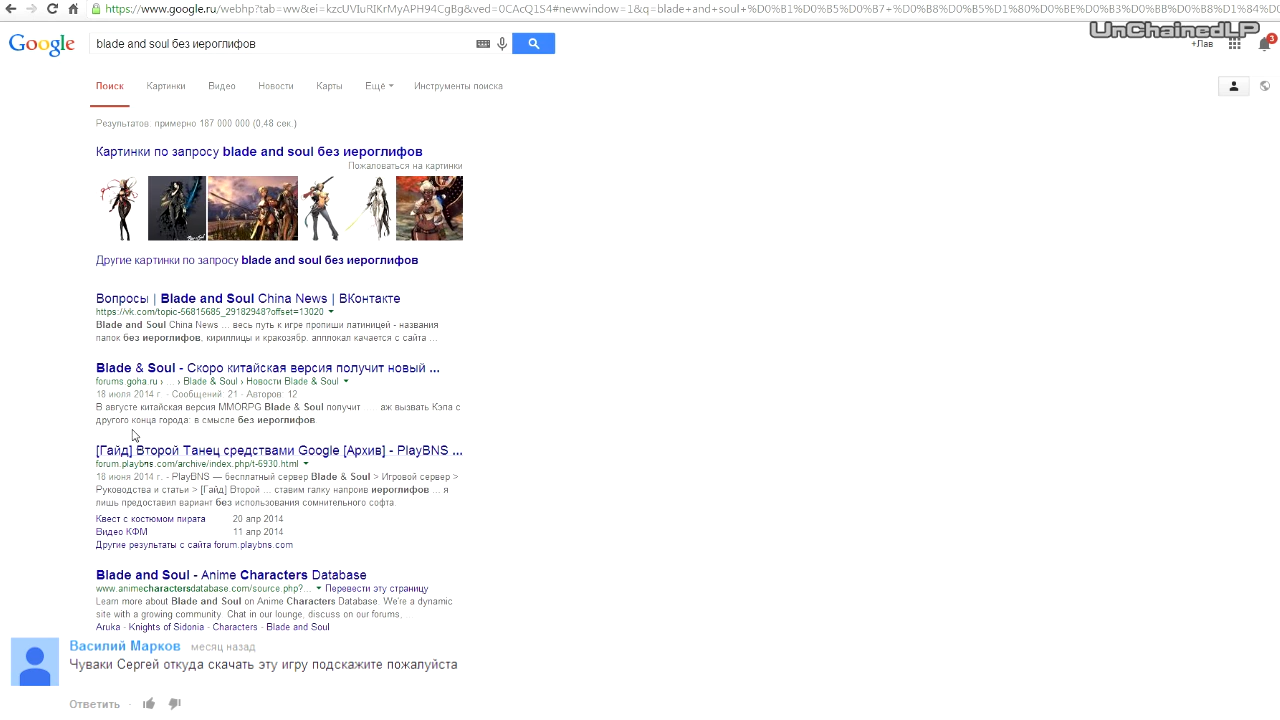 https://www.google.ru/webhp?tab=ww&ei=kzcUVIuRIKrMyAPH94CgBg&ved=0CAcQ1S4#newwindow=1&q=blade+and+soul+%D0%B1%D0%B5%D0%B7+%D0%B8%D0%B5%D1%80%D0%BE%D0%B3%D0%BB%D0%B8%D1%84%D0
UnChainedLP
Google
blade and soul без иероглифов
+Лав
3
Поиск Картинки Видео Новости Карты Ещё Инструменты поиска
Результатов: примерно 187 000 000 (0,48 сек.)
Картинки по запросу blade and soul без иероглифов
Пожаловаться на картинки
Другие картинки по запросу blade and soul без иероглифов
Вопросы | Blade and Soul China News | ВКонтакте
https://vk.com/topic-56815685_29182948?offset=13020
Blade and Soul China News ... весь путь к игре пропиши латиницей - названия
папок без иероглифов, кириллицы и кракозябр. апплокал качается с сайта ...
Blade & Soul - Скоро китайская версия получит новый ...
forums.goha.ru › ... › Blade & Soul › Новости Blade & Soul
18 июля 2014 г. - Сообщений: 21 - Авторов: 12
В августе китайская версия MMORPG Blade & Soul получит ... аж вызвать Кэпа с
другого конца города: в смысле без иероглифов.
[Гайд] Второй Танец средствами Google [Архив] - PlayBNS ...
forum.playbns.com/archive/index.php/t-6930.html
18 июня 2014 г. - PlayBNS — бесплатный сервер Blade & Soul > Игровой сервер >
Руководства и статьи > [Гайд] Второй ... ставим галку напроив иероглифов ... я
лишь предоставил вариант без использования сомнительного софта.
Квест с костюмом пирата 20 апр 2014
Видео КФМ 11 апр 2014
Другие результаты с сайта forum.playbns.com
Blade and Soul - Anime Characters Database
www.animecharactersdatabase.com/source.php?... Перевести эту страницу
Learn more about Blade and Soul on Anime Characters Database. We're a dynamic
site with a growing community. Chat in our lounge, discuss on our forums, ...
Aruka - Knights of Sidonia - Characters - Blade and Soul
Василий Марков месяц назад
Чуваки Сергей откуда скачать эту игру подскажите пожалуйста
Ответить ·